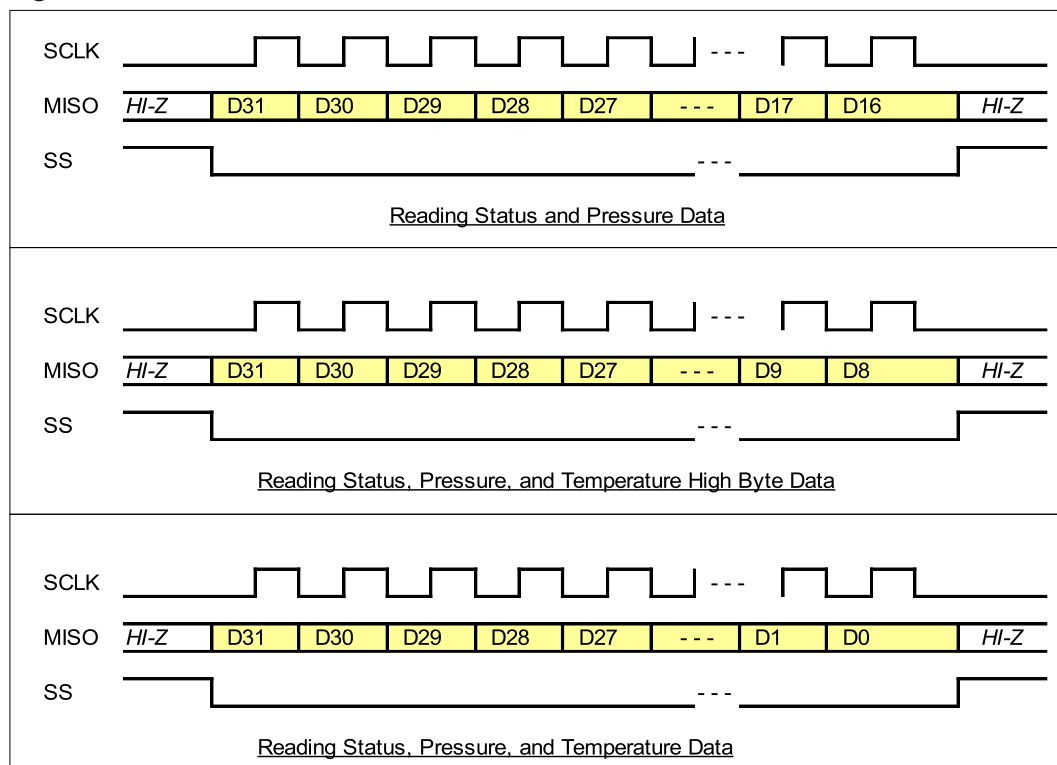 SCLK - - -
MISO HI-Z D31 D30 D29 D28 D27 - - - D17 D16 HI-Z
SS - - -
Reading Status and Pressure Data
SCLK - - -
MISO HI-Z D31 D30 D29 D28 D27 - - - D9 D8 HI-Z
SS - - -
Reading Status, Pressure, and Temperature High Byte Data
SCLK - - -
MISO HI-Z D31 D30 D29 D28 D27 - - - D1 D0 HI-Z
SS - - -
Reading Status, Pressure, and Temperature Data